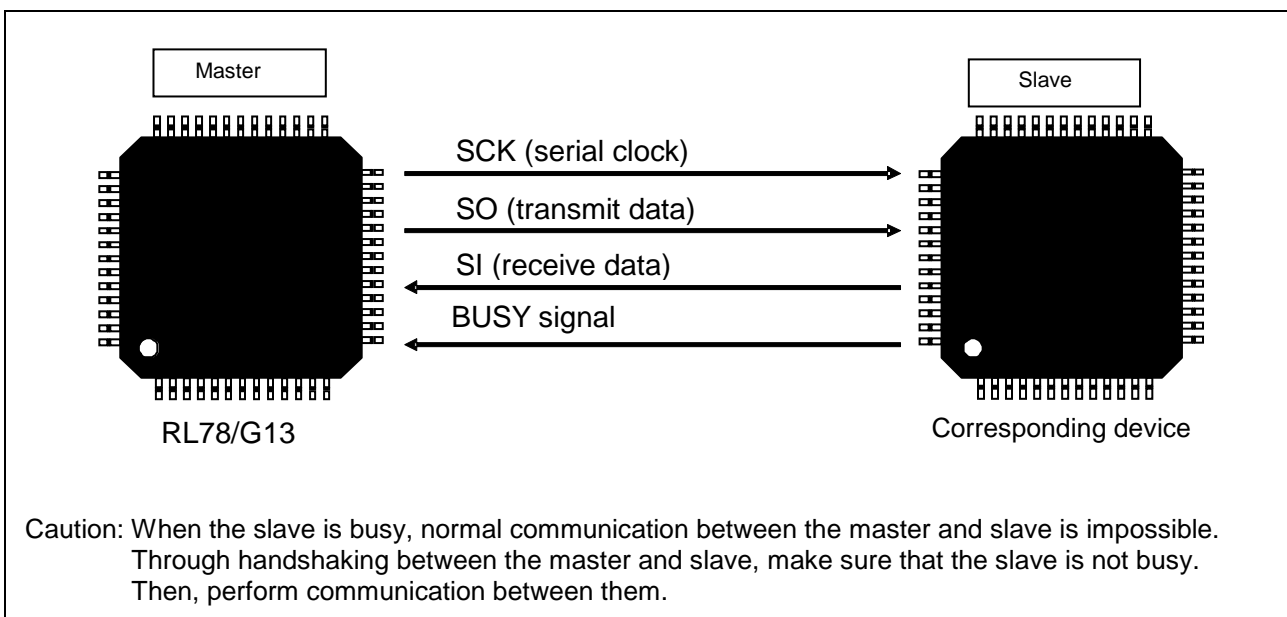 Master
Slave
SCK (serial clock)
SO (transmit data)
SI (receive data)
BUSY signal
RL78/G13
Corresponding device
Caution: When the slave is busy, normal communication between the master and slave is impossible.
Through handshaking between the master and slave, make sure that the slave is not busy.
Then, perform communication between them.